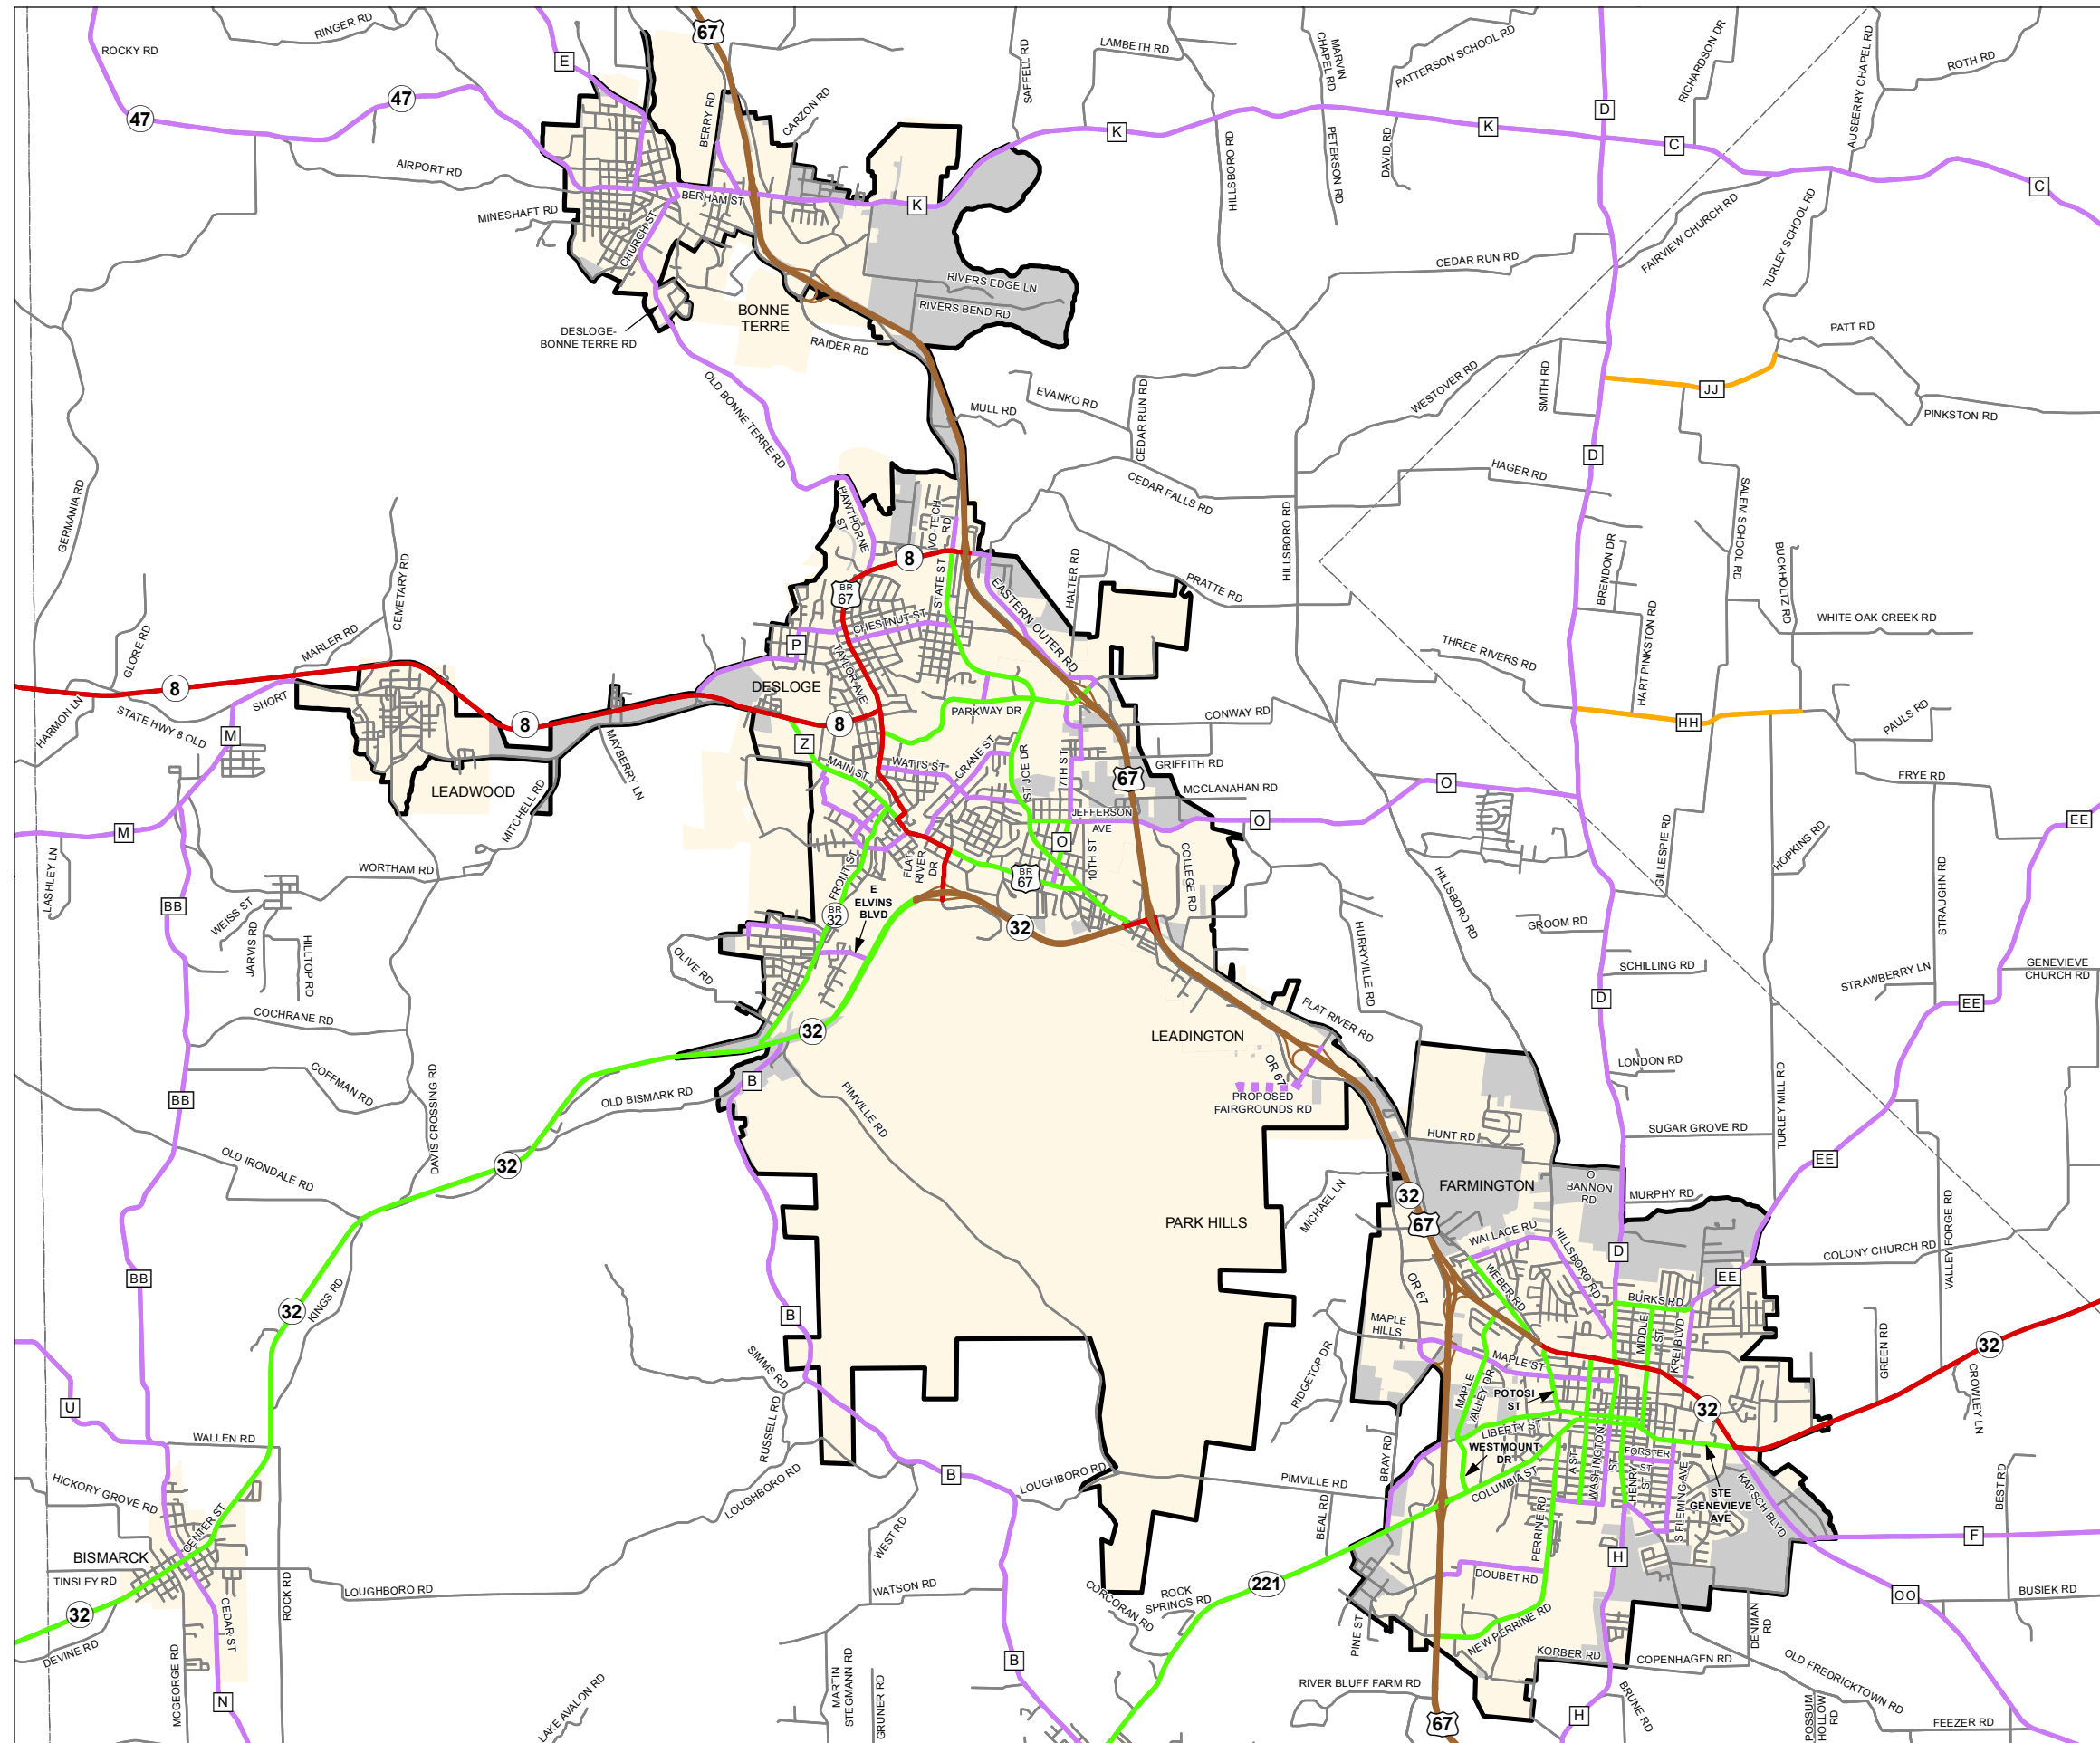 RINGER RD
ROCKY RD
47
47
E
67
SAFFELL RD
LAMBETH RD
MARVIN
CHAPEL RD
PATTERSON SCHOOL RD
RICHARDSON DR
AUSBERRY CHAPEL RD
ROTH RD
BERRY RD
CARZON RD
K
K
D
C
C
DAVID RD
PETERSON RD
HILLSBORO RD
AIRPORT RD
MINESHAFT RD
CHURCH ST
BERHAM ST
K
FAIRVIEW CHURCH RD
TURLEY SCHOOL RD
CEDAR RUN RD
RIVERS EDGE LN
RIVERS BEND RD
BONNE
TERRE
DESLOGE-
BONNE TERRE RD
RAIDER RD
PATT RD
JJ
PINKSTON RD
SMITH RD
WESTOVER RD
OLD BONNE TERRE RD
MULL RD
EVANKO RD
CEDAR RUN RD
CEDAR FALLS RD
HAGER RD
D
SALEM SCHOOL RD
BUCKHOLTZ RD
GERMANIA RD
HAWTHORNE
ST
VO-TECH
RD
8
HALTER RD
PRATTE RD
HILLSBORO RD
BRENDON DR
HART PINKSTON RD
WHITE OAK CREEK RD
THREE RIVERS RD
CEMETARY RD
MARLER RD
GLORE RD
BR
67
STATE ST
CHESTNUT ST
EASTERN OUTER RD
P
TAYLOR AVE
DESLOGE
8
SHORT
HARMON LN
STATE HWY 8 OLD
M
8
8
Z
PARKWAY DR
CONWAY RD
HH
PAULS RD
MAYBERRY LN
MAIN ST
WATTS ST
CRANE ST
ST JOE DR
7TH ST
67
GRIFFITH RD
MCCLANAHAN RD
O
FRYE RD
EE
LEADWOOD
MITCHELL RD
M
LASHLEY LN
WORTHAM RD
JEFFERSON
AVE
O
O
GILLESPIE RD
HOPKINS RD
STRAUGHN RD
FLAT
RIVER
DR
BR
67
10TH ST
COLLEGE RD
FRONT ST
E
ELVINS
BLVD
BR
32
32
BB
WEISS ST
JARVIS RD
HILLTOP RD
OLIVE RD
HURRYVILLE RD
HILLSBORO RD
GROOM RD
SCHILLING RD
STRAWBERRY LN
GENEVIEVE
CHURCH RD
D
EE
COCHRANE RD
32
LEADINGTON
FLAT RIVER RD
OR 67
PROPOSED
FAIRGROUNDS RD
LONDON RD
TURLEY MILL RD
COFFMAN RD
DAVIS CROSSING RD
OLD BISMARK RD
B
PIMVILLE RD
BB
HUNT RD
SUGAR GROVE RD
EE
OLD IRONDALE RD
32
32
FARMINGTON
O
BANNON
RD
MURPHY RD
VALLEY FORGE RD
PARK HILLS
MICHAEL LN
67
WALLACE RD
HILLSBORO RD
D
COLONY CHURCH RD
BB
32
KINGS RD
B
OR 67
WEBER RD
EE
BURKS RD
MIDDLE
ST
KREI BLVD
MAPLE
HILLS
RIDGETOP DR
MAPLE ST
GREEN RD
32
CROWLEY LN
SIMMS RD
U
MAPLE
VALLEY DR
POTOSI
ST
32
WALLEN RD
RUSSELL RD
LIBERTY ST
WESTMOUNT
DR
A ST
WASHINGTON
ST
HENRY
ST
FORSTER
ST
S FLEMING AVE
STE
GENEVIEVE
AVE
KARSCH BLVD
BRAY RD
BEAL RD
HICKORY GROVE RD
LOUGHBORO RD
B
LOUGHBORO RD
PIMVILLE RD
COLUMBIA ST
BEST RD
CENTER ST
BISMARCK
TINSLEY RD
WEST RD
PERRINE RD
H
F
32
DEVINE RD
CEDAR ST
ROCK RD
LOUGHBORO RD
WATSON RD
CORCORAN RD
ROCK
SPRINGS RD
221
DOUBET RD
OO
BUSIEK RD
PINE ST
NEW PERRINE RD
DENMAN
RD
KORBER RD
COPENHAGEN RD
OLD FREDRICKTOWN RD
MCGEORGE RD
N
LAKE AVALON RD
MARTIN
STEGMANN RD
GRUNER RD
B
RIVER BLUFF FARM RD
67
H
BRUNE RD
POSSUM
HOLLOW
RD
FEEZER RD